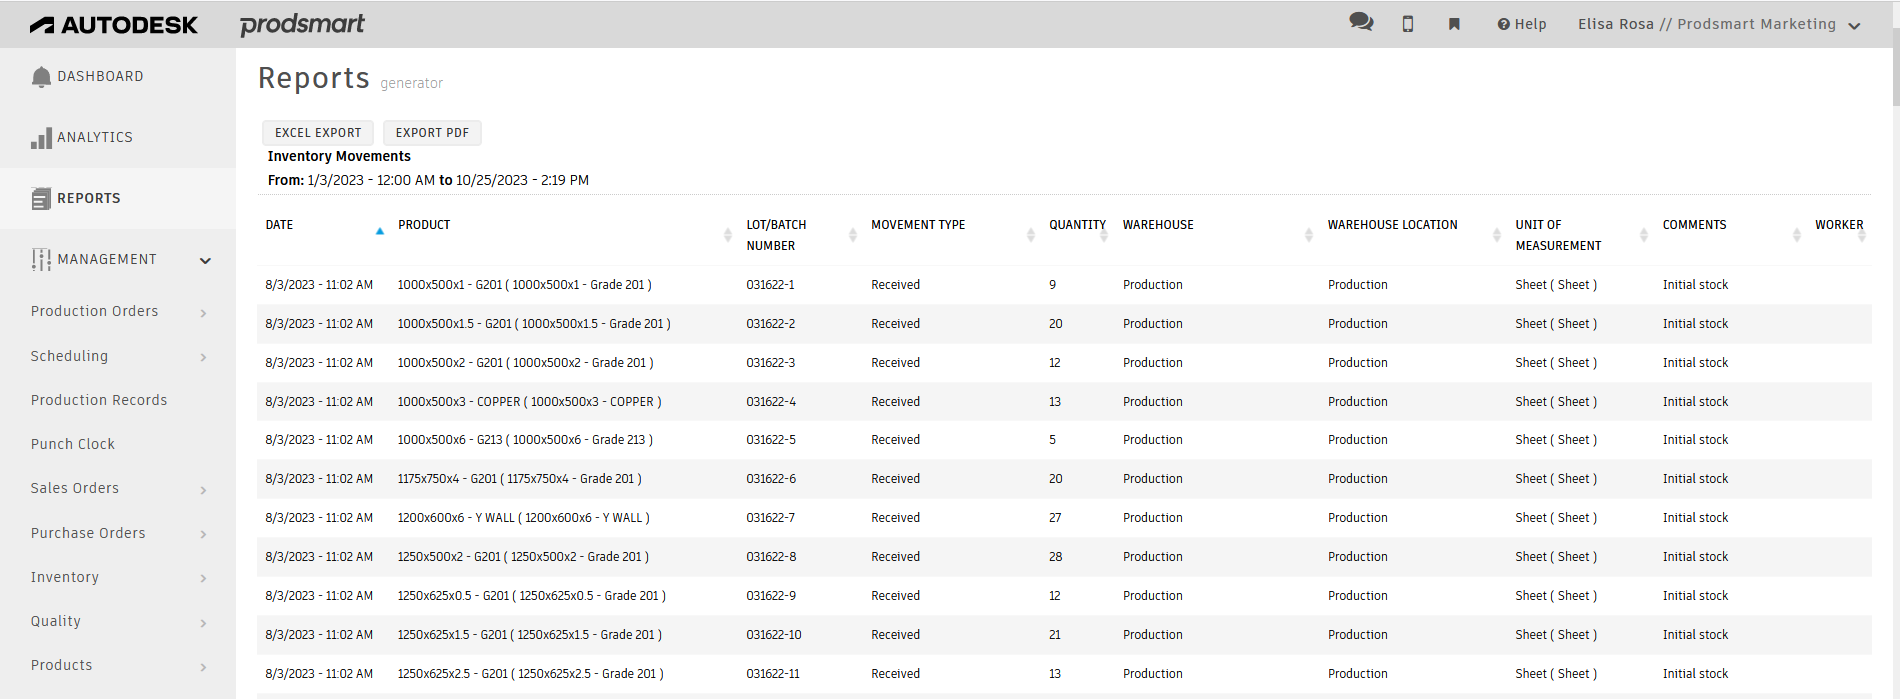 AUTODESK prodsmart Help Elisa Rosa // Prodsmart Marketing
DASHBOARD
ANALYTICS
REPORTS
MANAGEMENT
Production Orders
Scheduling
Production Records
Punch Clock
Sales Orders
Purchase Orders
Inventory
Quality
Products
Reports generator
EXCEL EXPORT EXPORT PDF
Inventory Movements
From: 1/3/2023 - 12:00 AM to 10/25/2023 - 2:19 PM
DATE PRODUCT LOT/BATCH NUMBER MOVEMENT TYPE QUANTITY WAREHOUSE WAREHOUSE LOCATION UNIT OF MEASUREMENT COMMENTS WORKER
8/3/2023 - 11:02 AM 1000x500x1 - G201 ( 1000x500x1 - Grade 201 ) 031622-1 Received 9 Production Production Sheet ( Sheet ) Initial stock
8/3/2023 - 11:02 AM 1000x500x1.5 - G201 ( 1000x500x1.5 - Grade 201 ) 031622-2 Received 20 Production Production Sheet ( Sheet ) Initial stock
8/3/2023 - 11:02 AM 1000x500x2 - G201 ( 1000x500x2 - Grade 201 ) 031622-3 Received 12 Production Production Sheet ( Sheet ) Initial stock
8/3/2023 - 11:02 AM 1000x500x3 - COPPER ( 1000x500x3 - COPPER ) 031622-4 Received 13 Production Production Sheet ( Sheet ) Initial stock
8/3/2023 - 11:02 AM 1000x500x6 - G213 ( 1000x500x6 - Grade 213 ) 031622-5 Received 5 Production Production Sheet ( Sheet ) Initial stock
8/3/2023 - 11:02 AM 1175x750x4 - G201 ( 1175x750x4 - Grade 201 ) 031622-6 Received 20 Production Production Sheet ( Sheet ) Initial stock
8/3/2023 - 11:02 AM 1200x600x6 - Y WALL ( 1200x600x6 - Y WALL ) 031622-7 Received 27 Production Production Sheet ( Sheet ) Initial stock
8/3/2023 - 11:02 AM 1250x500x2 - G201 ( 1250x500x2 - Grade 201 ) 031622-8 Received 28 Production Production Sheet ( Sheet ) Initial stock
8/3/2023 - 11:02 AM 1250x625x0.5 - G201 ( 1250x625x0.5 - Grade 201 ) 031622-9 Received 12 Production Production Sheet ( Sheet ) Initial stock
8/3/2023 - 11:02 AM 1250x625x1.5 - G201 ( 1250x625x1.5 - Grade 201 ) 031622-10 Received 21 Production Production Sheet ( Sheet ) Initial stock
8/3/2023 - 11:02 AM 1250x625x2.5 - G201 ( 1250x625x2.5 - Grade 201 ) 031622-11 Received 13 Production Production Sheet ( Sheet ) Initial stock